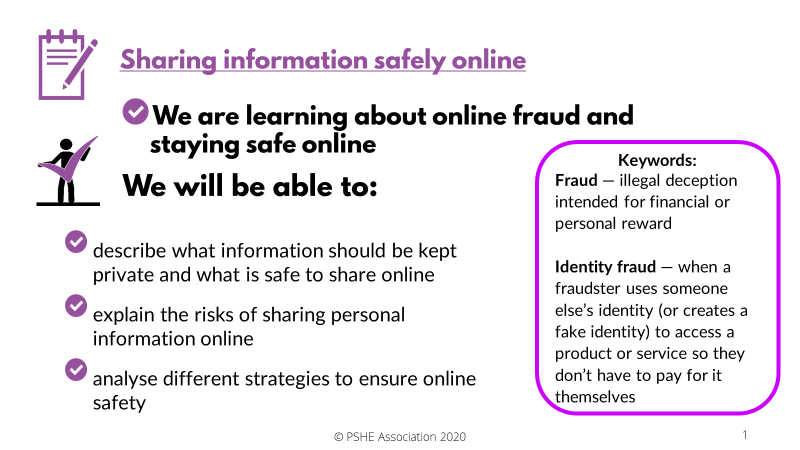 Sharing information safely online
We are learning about online fraud and
staying safe online
We will be able to:
describe what information should be kept
private and what is safe to share online
explain the risks of sharing personal
information online
analyse different strategies to ensure online
safety
Keywords:
Fraud — illegal deception
intended for financial or
personal reward
Identity fraud — when a
fraudster uses someone
else’s identity (or creates a
fake identity) to access a
product or service so they
don’t have to pay for it
themselves
© PSHE Association 2020
1